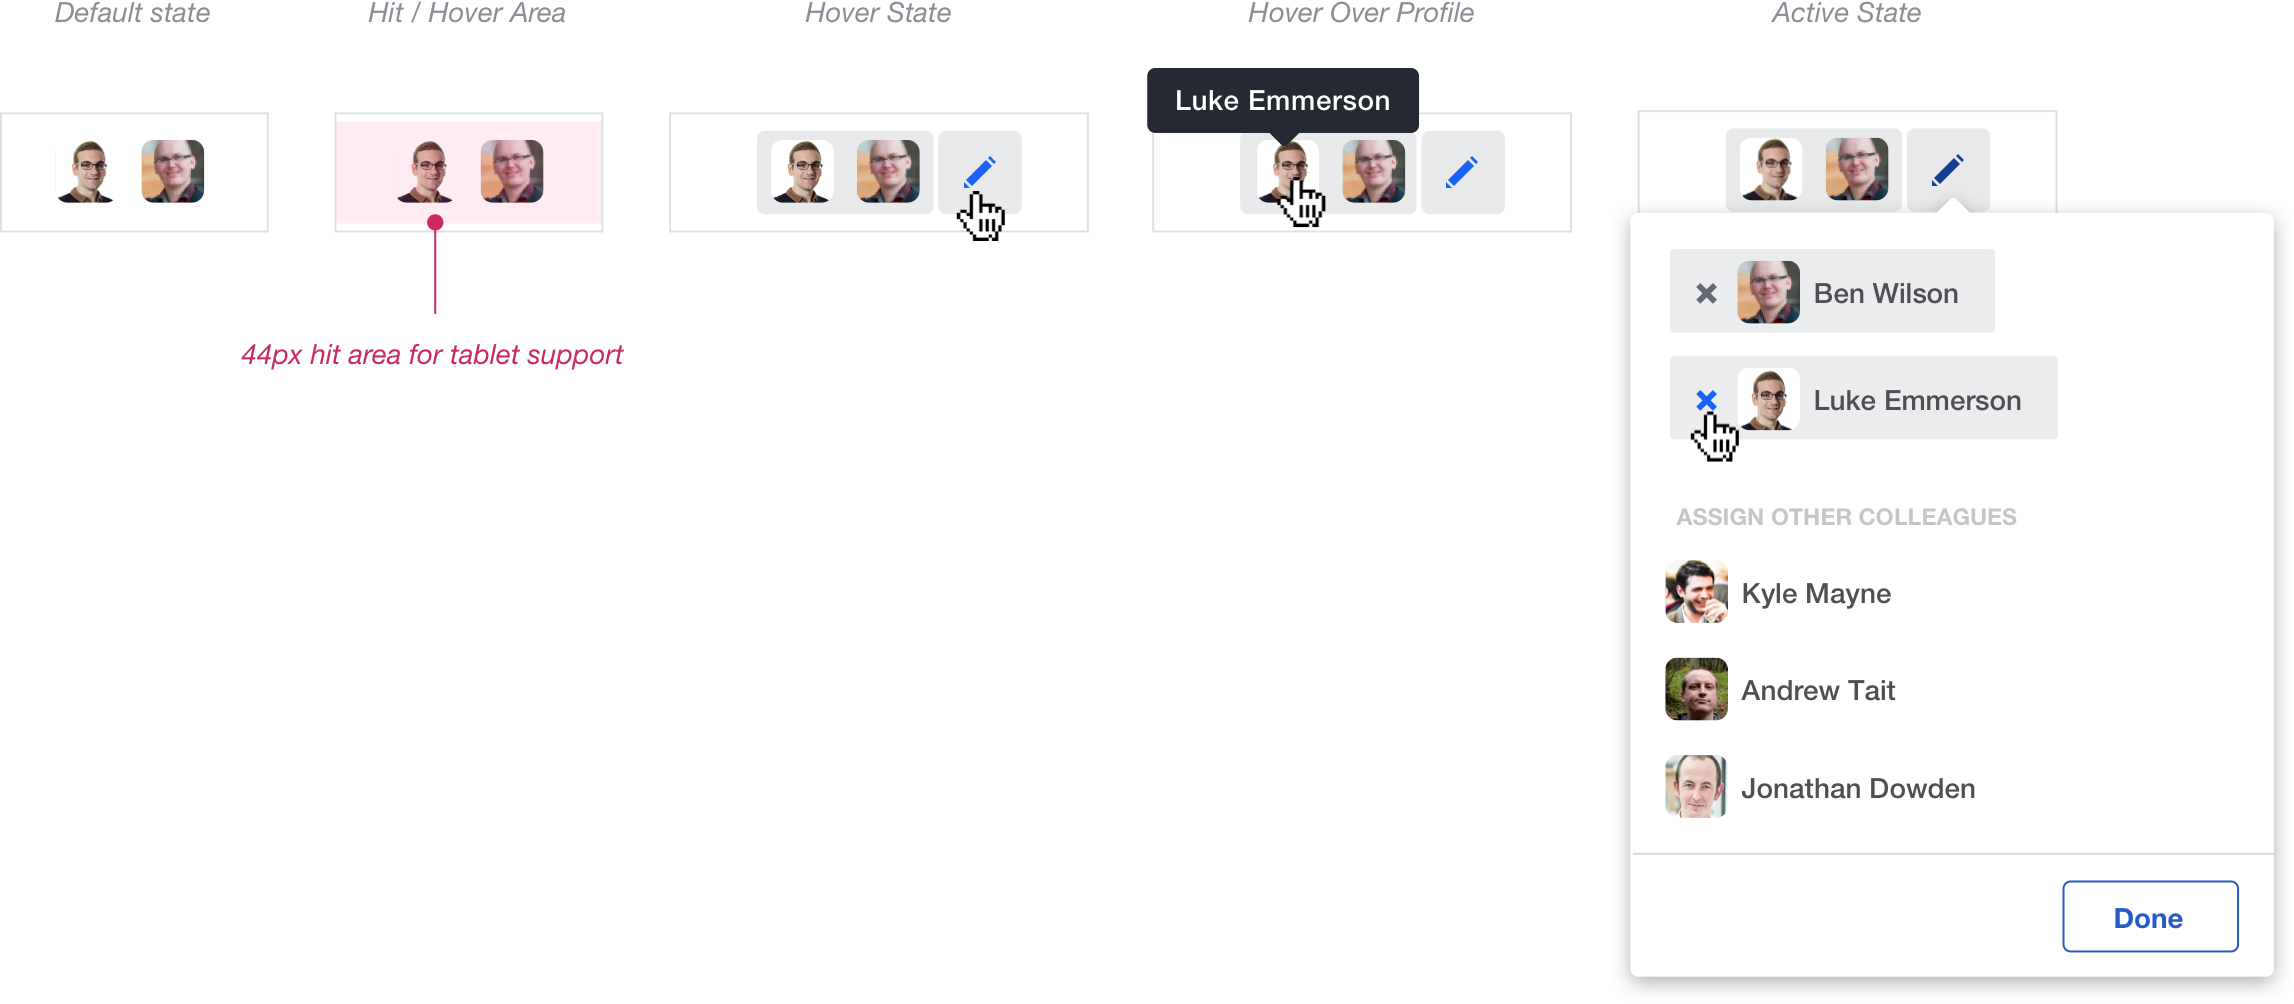 Default state
Hit / Hover Area
Hover State
Hover Over Profile
Active State
Luke Emmerson
44px hit area for tablet support
Ben Wilson
Luke Emmerson
ASSIGN OTHER COLLEAGUES
Kyle Mayne
Andrew Tait
Jonathan Dowden
Done